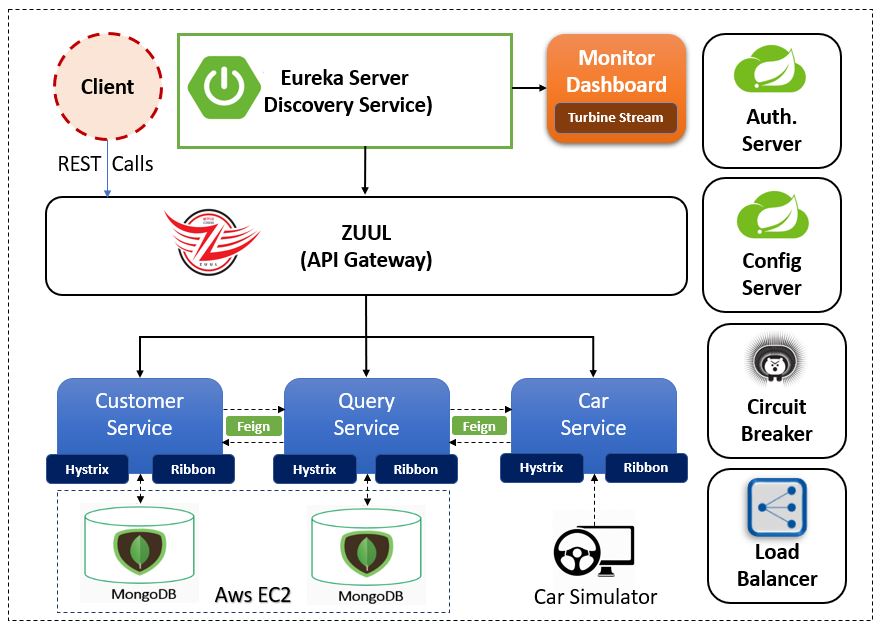 Client
Eureka Server
Discovery Service)
Monitor
Dashboard
Turbine Stream
Auth.
Server
REST Calls
ZUUL
(API Gateway)
Config
Server
Circuit
Breaker
Customer
Service
Feign
Query
Service
Feign
Car
Service
Hystrix
Ribbon
Hystrix
Ribbon
Hystrix
Ribbon
MongoDB
Aws EC2
MongoDB
Car Simulator
Load
Balancer